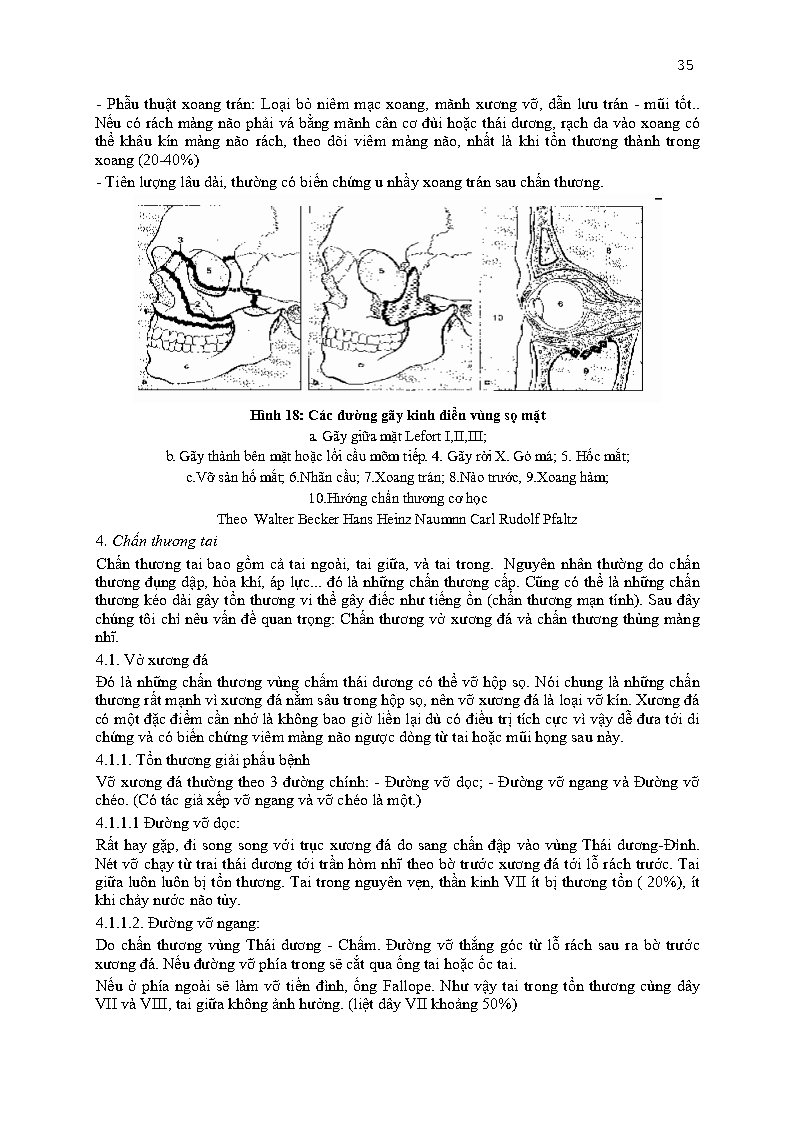 35
- Phẫu thuật xoang trán: Loại bỏ niêm mạc xoang, mãnh xương vỡ, dẫn lưu trán - mũi tốt..
Nếu có rách màng não phải vá bằng mãnh cân cơ đùi hoặc thái dương, rạch da vào xoang có
thể khâu kín màng não rách, theo dõi viêm màng não, nhất là khi tổn thương thành trong
xoang (20-40%)
- Tiên lượng lâu dài, thường có biến chứng u nhầy xoang trán sau chấn thương.
3
5
2
5
7
8
6
10
9
Hình 18: Các đường gãy kinh điển vùng sọ mặt
a. Gãy giữa mặt Lefort I,II,III;
b. Gãy thành bên mặt hoặc lồi cầu mõm tiếp. 4. Gãy rời X. Gò má; 5. Hốc mắt;
c.Vỡ sàn hố mắt; 6.Nhãn cầu; 7.Xoang trán; 8.Não trước, 9.Xoang hàm;
10.Hướng chấn thương cơ học
Theo Walter Becker Hans Heinz Naumnn Carl Rudolf Pfaltz
4. Chấn thương tai
Chấn thương tai bao gồm cả tai ngoài, tai giữa, và tai trong. Nguyên nhân thường do chấn
thương đụng dập, hỏa khí, áp lực... đó là những chấn thương cấp. Cũng có thể là những chấn
thương kéo dài gây tổn thương vi thể gây điếc như tiếng ồn (chấn thương mạn tính). Sau đây
chúng tôi chỉ nêu vấn đề quan trọng: Chấn thương vở xương đá và chấn thương thủng màng
nhĩ.
4.1. Vở xương đá
Đó là những chấn thương vùng chẩm thái dương có thể vỡ hộp sọ. Nói chung là những chấn
thương rất mạnh vì xương đá nằm sâu trong hộp sọ, nên vỡ xương đá là loại vỡ kín. Xương đá
có một đặc điểm cần nhớ là không bao giờ liền lại dù có điều trị tích cực vì vậy dễ đưa tới di
chứng và có biến chứng viêm màng não ngược dòng từ tai hoặc mũi họng sau này.
4.1.1. Tổn thương giải phẩu bệnh
Vỡ xương đá thường theo 3 đường chính: - Đường vỡ dọc; - Đường vỡ ngang và Đường vỡ
chéo. (Có tác giả xếp vỡ ngang và vỡ chéo là một.)
4.1.1.1 Đường vỡ dọc:
Rất hay gặp, đi song song với trục xương đá do sang chấn đập vào vùng Thái dương-Đỉnh.
Nét vỡ chạy từ trai thái dương tới trần hòm nhĩ theo bờ trước xương đá tới lỗ rách trước. Tai
giữa luôn luôn bị tổn thương. Tai trong nguyên vẹn, thần kinh VII ít bị thương tổn ( 20%), ít
khi chảy nước não tủy.
4.1.1.2. Đường vỡ ngang:
Do chấn thương vùng Thái dương - Chẩm. Đường vỡ thẳng góc từ lỗ rách sau ra bờ trước
xương đá. Nếu đường vỡ phía trong sẽ cắt qua ống tai hoặc ốc tai.
Nếu ở phía ngoài sẽ làm vỡ tiền đình, ống Fallope. Như vậy tai trong tổn thương cùng dây
VII và VIII, tai giữa không ảnh hưởng. (liệt dây VII khoảng 50%)